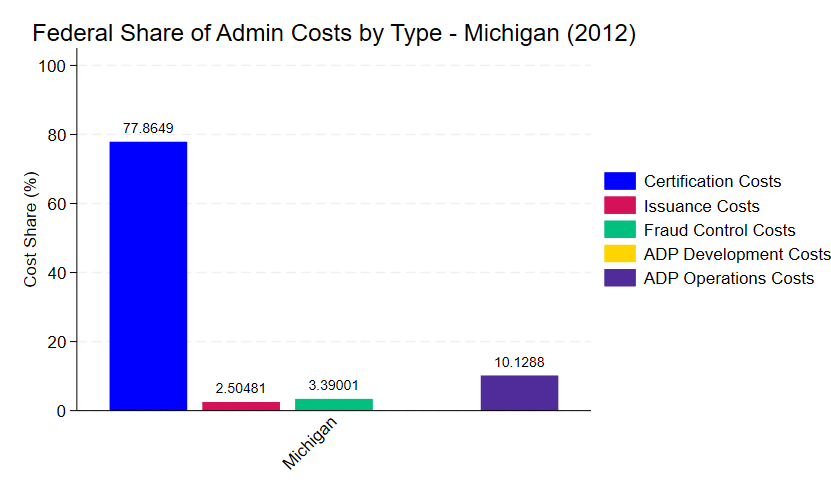 Federal Share of Admin Costs by Type - Michigan (2012)
Cost Share (%)
100
80
60
40
20
0
77.8649
2.50481
3.39001
10.1288
Michigan
Certification Costs
Issuance Costs
Fraud Control Costs
ADP Development Costs
ADP Operations Costs